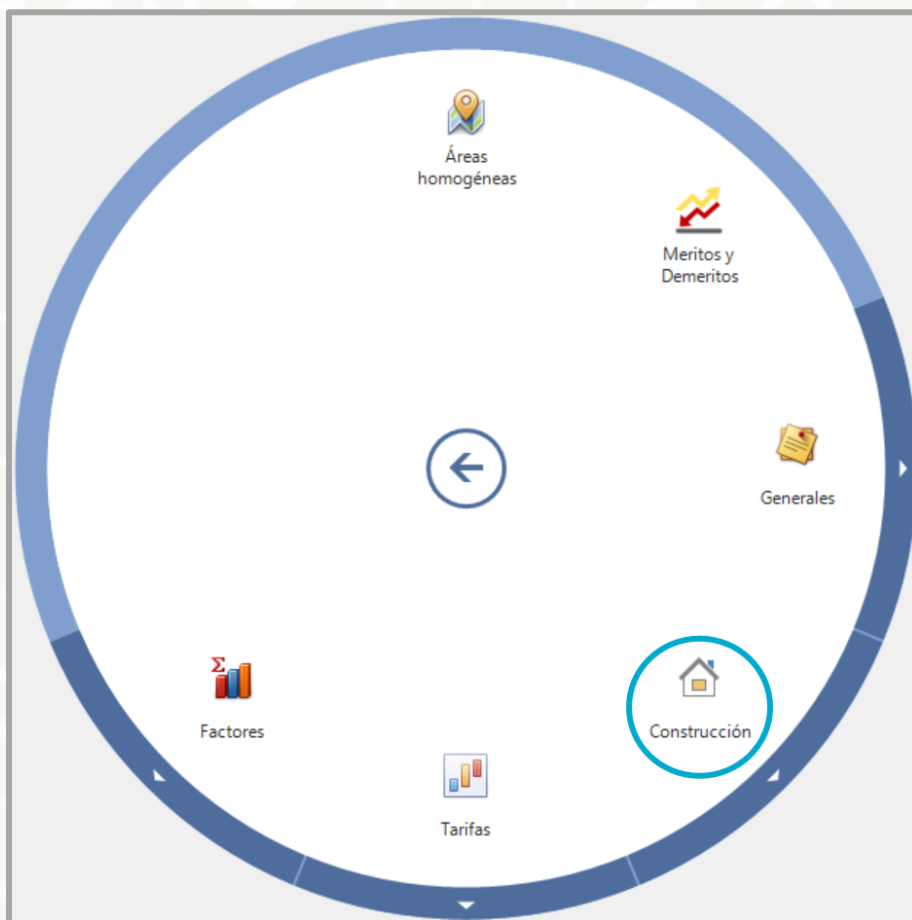 Áreas
homogéneas
Meritos y
Demeritos
Generales
Construcción
Factores
Tarifas